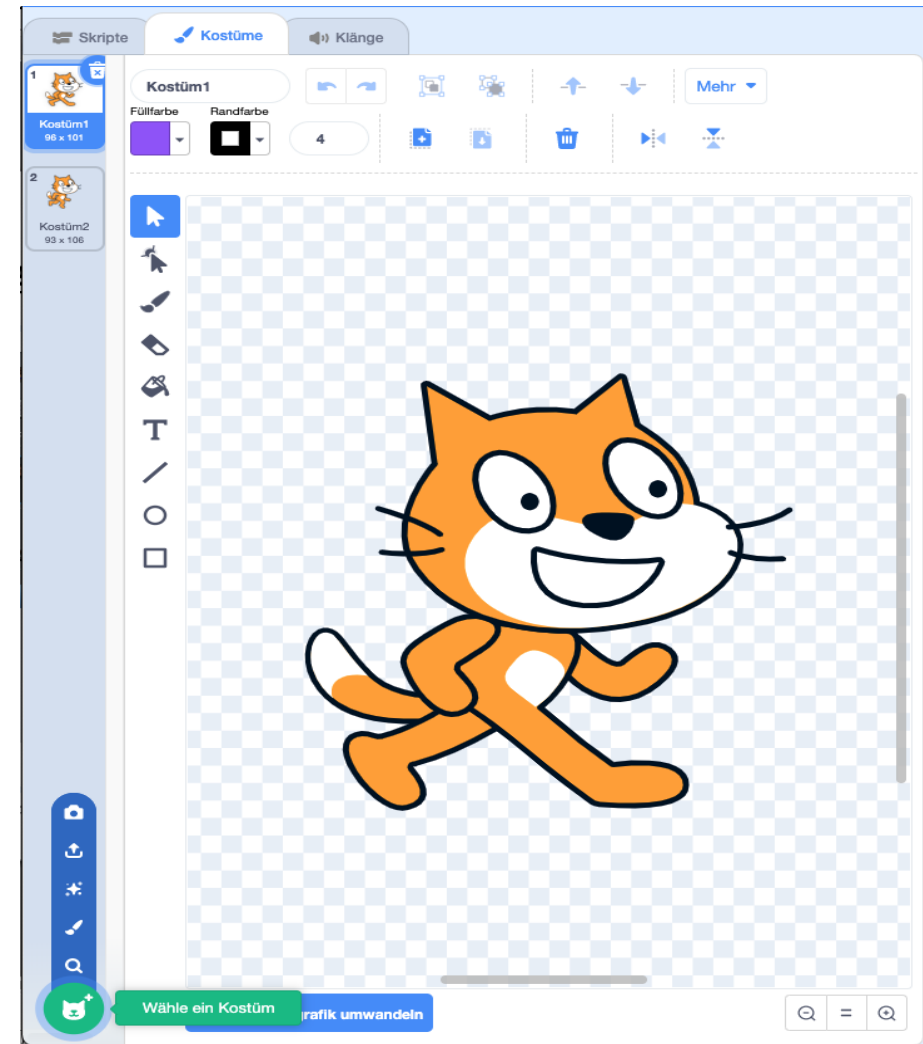 Skripte
Kostüme
Klänge
1
Kostüm1
96 x 101
2
Kostüm2
93 x 106
Kostüm1
Mehr
Füllfarbe
Randfarbe
4
T
Wähle ein Kostüm
grafik umwandeln